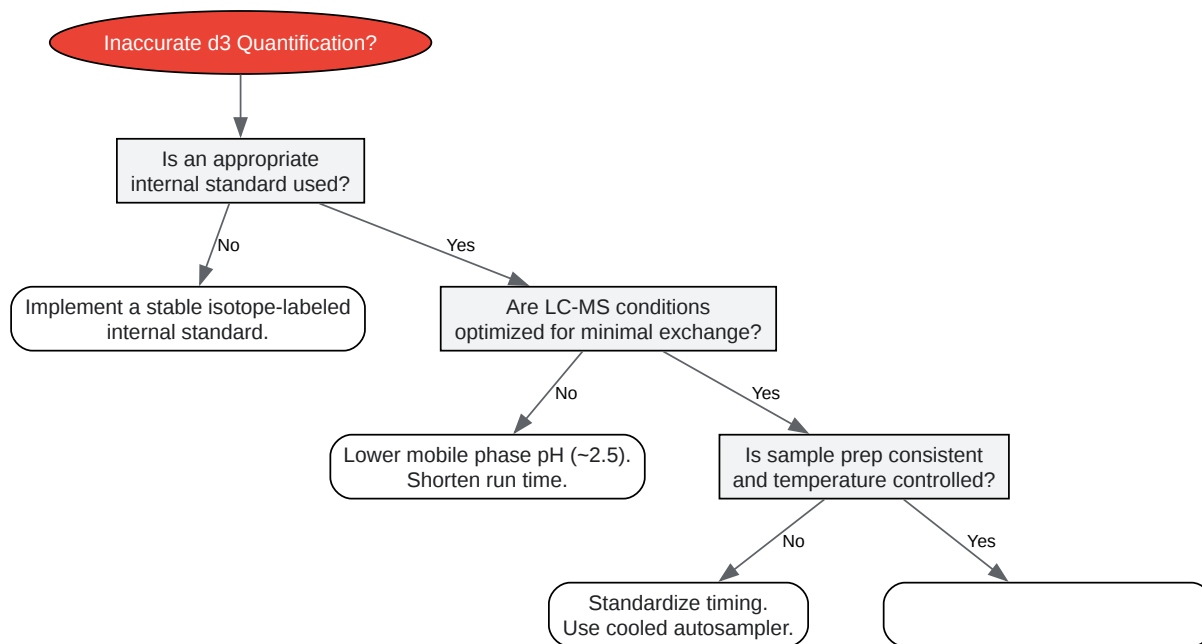 Inaccurate d3 Quantification?
Is an appropriate
internal standard used?
No
Yes
Implement a stable isotope-labeled
internal standard.
Are LC-MS conditions
optimized for minimal exchange?
No
Yes
Lower mobile phase pH (~2.5).
Shorten run time.
Is sample prep consistent
and temperature controlled?
No
Yes
Standardize timing.
Use cooled autosampler.